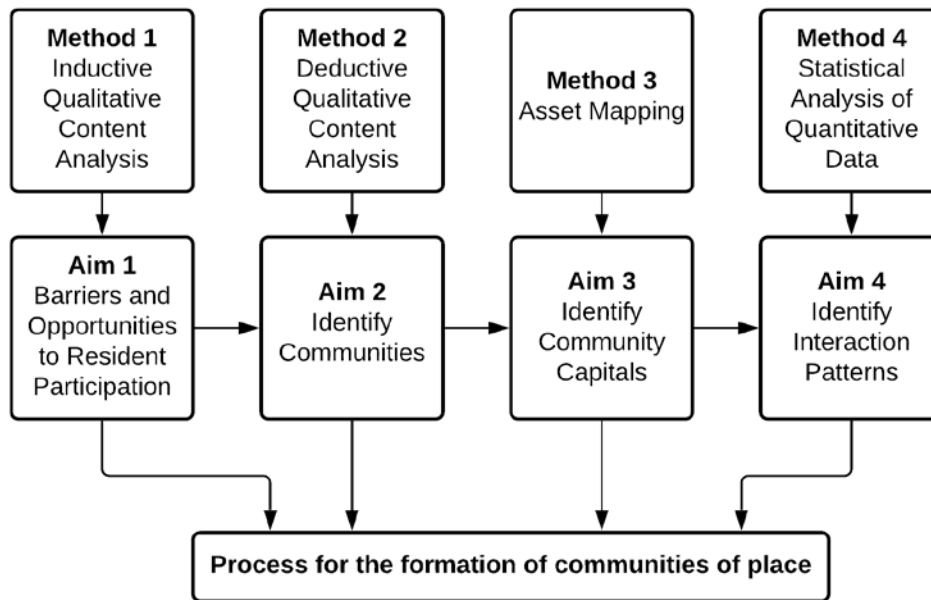 Method 1
Inductive
Qualitative
Content
Analysis
Method 2
Deductive
Qualitative
Content
Analysis
Method 3
Asset Mapping
Method 4
Statistical
Analysis of
Quantitative
Data
Aim 1
Barriers and
Opportunities
to Resident
Participation
Aim 2
Identify
Communities
Aim 3
Identify
Community
Capitals
Aim 4
Identify
Interaction
Patterns
Process for the formation of communities of place